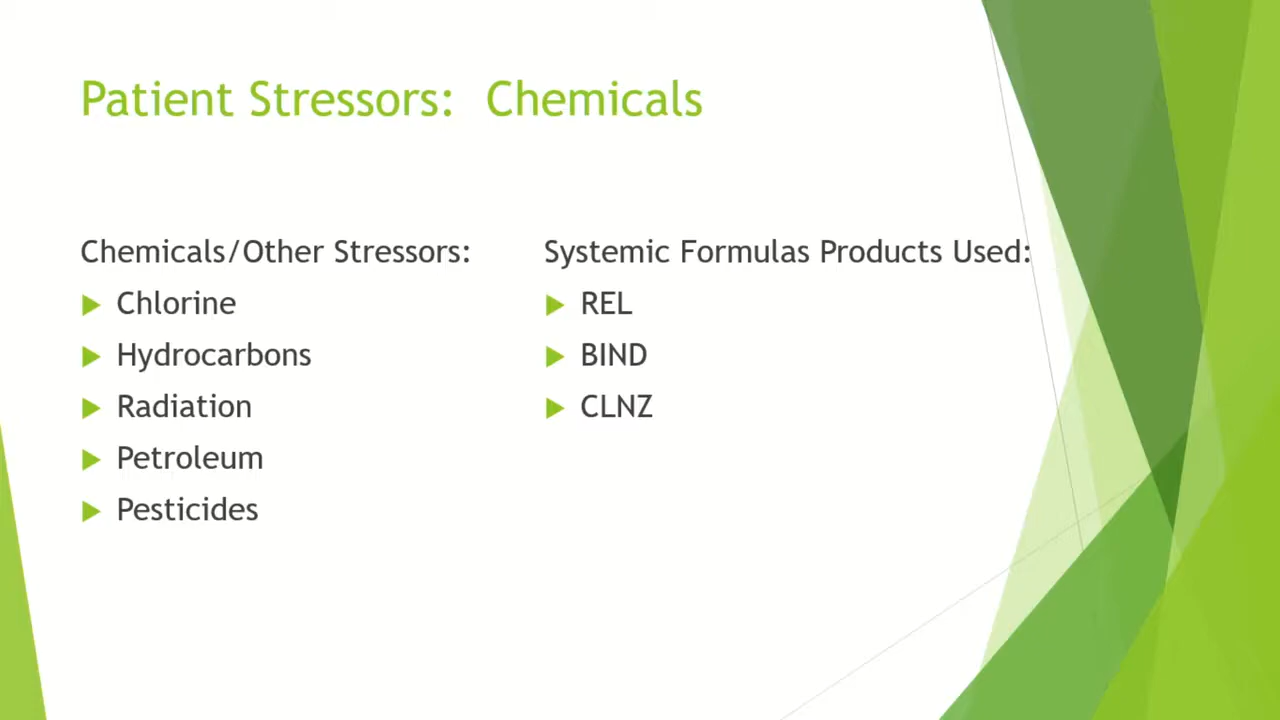 Patient Stressors: Chemicals
Chemicals/Other Stressors:
Chlorine
Hydrocarbons
Radiation
Petroleum
Pesticides
Systemic Formulas Products Used:
REL
BIND
CLNZ